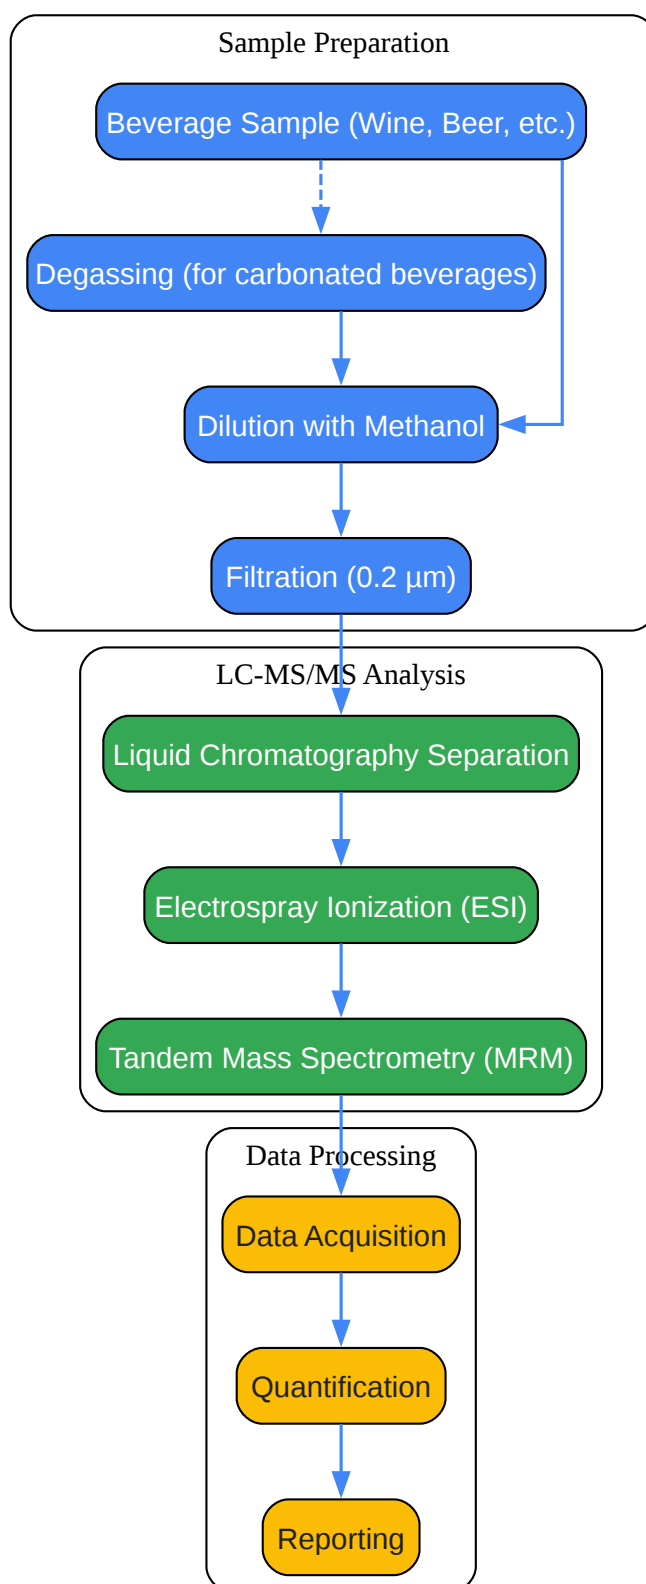 Sample Preparation
Beverage Sample (Wine, Beer, etc.)
Degassing (for carbonated beverages)
Dilution with Methanol
Filtration (0.2 µm)
LC-MS/MS Analysis
Liquid Chromatography Separation
Electrospray Ionization (ESI)
Tandem Mass Spectrometry (MRM)
Data Processing
Data Acquisition
Quantification
Reporting